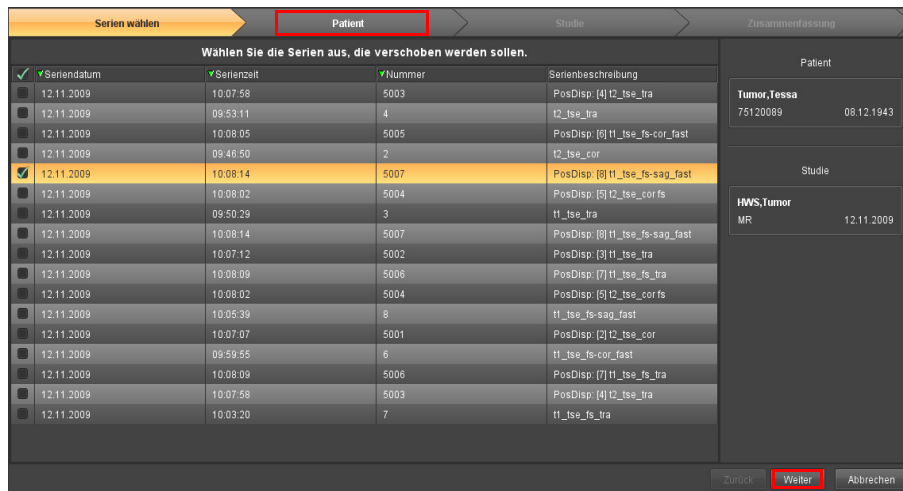 Serien wählen Patient Studie Zusammenfassung
Wählen Sie die Serien aus, die verschoben werden sollen.
Seriendatum Serienzeit Nummer Serienbeschreibung
12.11.2009 10:07:58 5003 PosDisp: [4] t2_tse_tra
12.11.2009 09:53:11 4 t2_tse_tra
12.11.2009 10:08:05 5005 PosDisp: [6] t1_tse_fs-cor_fast
12.11.2009 09:46:50 2 t2_tse_cor
12.11.2009 10:08:14 5007 PosDisp: [8] t1_tse_fs-sag_fast
12.11.2009 10:08:02 5004 PosDisp: [5] t2_tse_cor fs
12.11.2009 09:50:29 3 t1_tse_tra
12.11.2009 10:08:14 5007 PosDisp: [8] t1_tse_fs-sag_fast
12.11.2009 10:07:12 5002 PosDisp: [3] t1_tse_tra
12.11.2009 10:08:09 5006 PosDisp: [7] t1_tse_fs_tra
12.11.2009 10:08:02 5004 PosDisp: [5] t2_tse_cor fs
12.11.2009 10:05:39 8 t1_tse_fs-sag_fast
12.11.2009 10:07:07 5001 PosDisp: [2] t2_tse_cor
12.11.2009 09:59:55 6 t1_tse_fs-cor_fast
12.11.2009 10:08:09 5006 PosDisp: [7] t1_tse_fs_tra
12.11.2009 10:07:58 5003 PosDisp: [4] t2_tse_tra
12.11.2009 10:03:20 7 t1_tse_fs_tra
Patient
Tumor,Tessa
75120089 08.12.1943
Studie
HWS,Tumor
MR 12.11.2009
Zurück Weiter Abbrechen